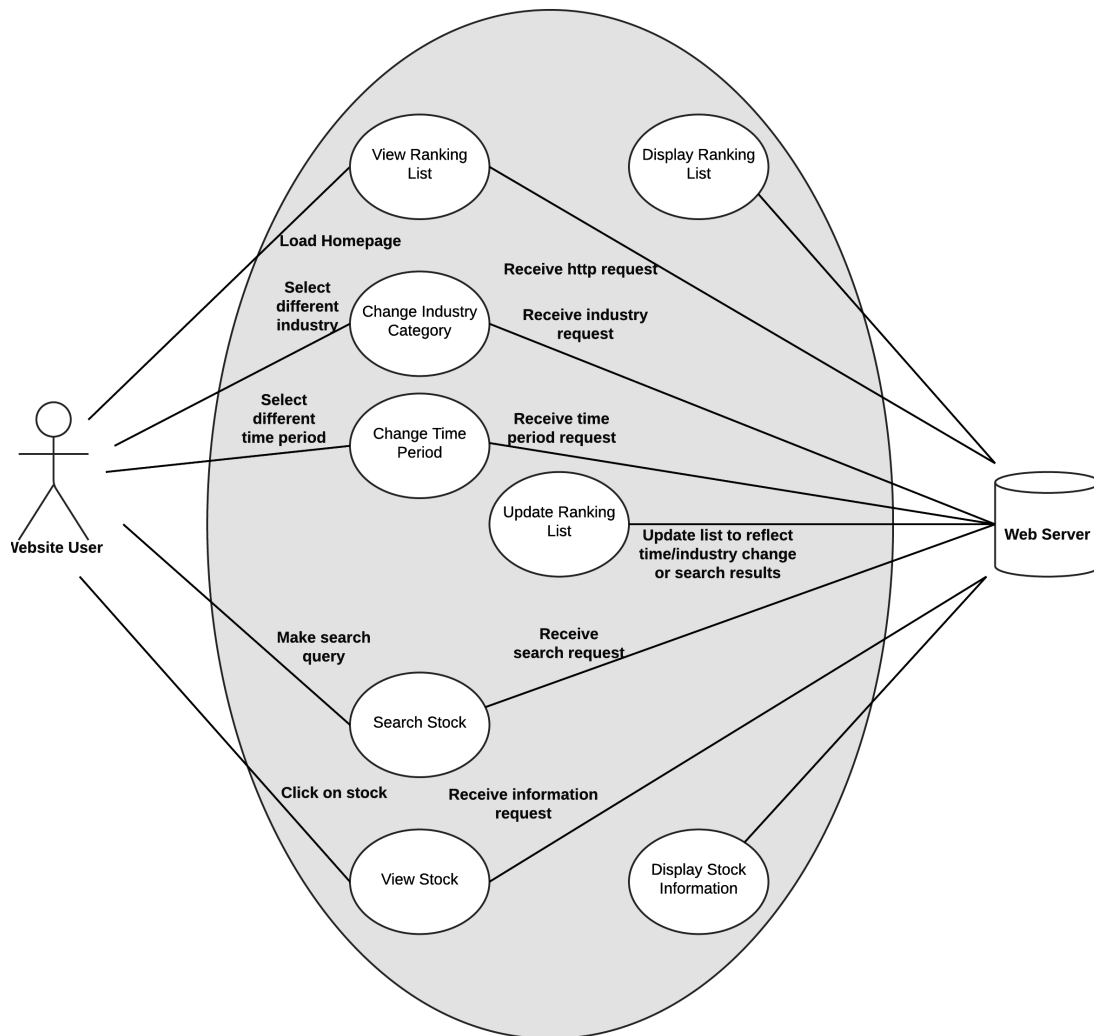 View Ranking
List
Display Ranking
List
Load Homepage
Receive http request
Select
different
industry
Change Industry
Category
Receive industry
request
Select
different
time period
Change Time
Period
Receive time
period request
Update Ranking
List
Update list to reflect
time/industry change
or search results
Website User
Web Server
Make search
query
Receive
search request
Search Stock
Click on stock
Receive information
request
View Stock
Display Stock
Information